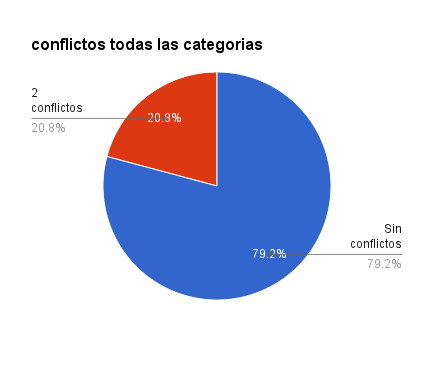 conflictos todas las categorias
2
conflictos
20.8%
20.8%
79.2%
Sin
conflictos
79.2%